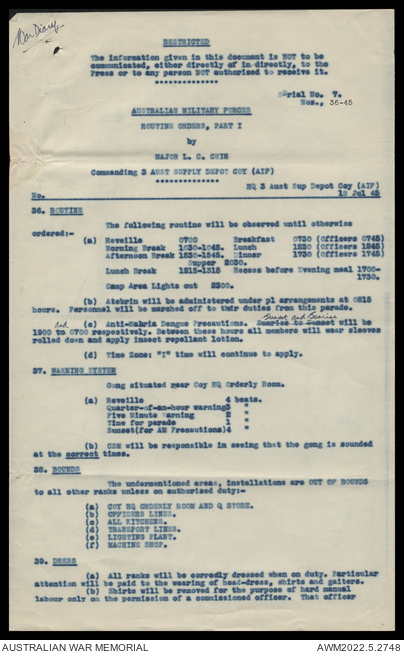 War Diary
RESTRICTED
The information given in this document is NOT to be
communicated, either directly of in directly, to the
Press or to any person NOT authorised to receive it.
**************
Serial No. 7.
Nos., 36-45
AUSTRALIAN MILITARY FORCES
ROUTINE ORDERS, PART I
by
MAJOR L. C. CHIN
Commanding 3 AUST SUPPLY DEPOT COY (AIF)
**************
HQ 3 Aust Sup Depot Coy (AIF)
No. Jul 45
36. ROUTINE
The following routine will be observed until otherwise
ordered:-
(a) Reveille 0700 Breakfast 0730 (Officers 0745)
Morning Break 1030-1045. Lunch 1230 (Officers 1245)
Afternoon Break 1530-1545. Dinner 1730 (Officers 1745)
Supper 2030.
Lunch Break 1215-1315 Recess before Evening meal 1700-
1730.
Camp Area Lights out 2300.
(b) Atebrin will be administered under pl arrangements at 0815
hours. Personnel will be marched off to their duties from this parade.
Sunset and Sunrise
and (c) Anti-Malria Dengue Precautions. Sunrise to Sunset will be
1900 to 0700 respectively. Between these hours all members will wear sleeves
rolled down and apply insect repellant lotion.
(d) Time Zone: "I" time will continue to apply.
37. WARNING SYSTEM
Gong situated near Coy HQ Orderly Room.
(a) Reveille 4 beats.
Quarter-of-an-hour warning 3 "
Five Minute Warning 2 "
Time for parade 1 "
Sunset(for AM Precautions)4 "
(b) CSM will be responsible in seeing that the gong is sounded
at the correct times.
38. BOUNDS
The undermentioned areas, installations are OUT OF BOUNDS
to all other ranks unless on authorised duty:-
(a) COY HQ ORDERLY ROOM AND Q STORE.
(b) OFFICERS LINES.
(c) ALL KITCHENS.
(d) TRANSPORT LINES.
(e) LIGHTING PLANT.
(f) MACHINE SHOP.
39. DRESS
(a) All ranks will be correctly dressed when on duty. Particular
attention will be paid to the wearing of head-dress, shirts and gaiters.
(b) Shirts will be removed for the purpose of hard manual
labour only on the permission of a commissioned officer. That officer
AUSTRALIAN WAR MEMORIAL
AWM2022.5.2748